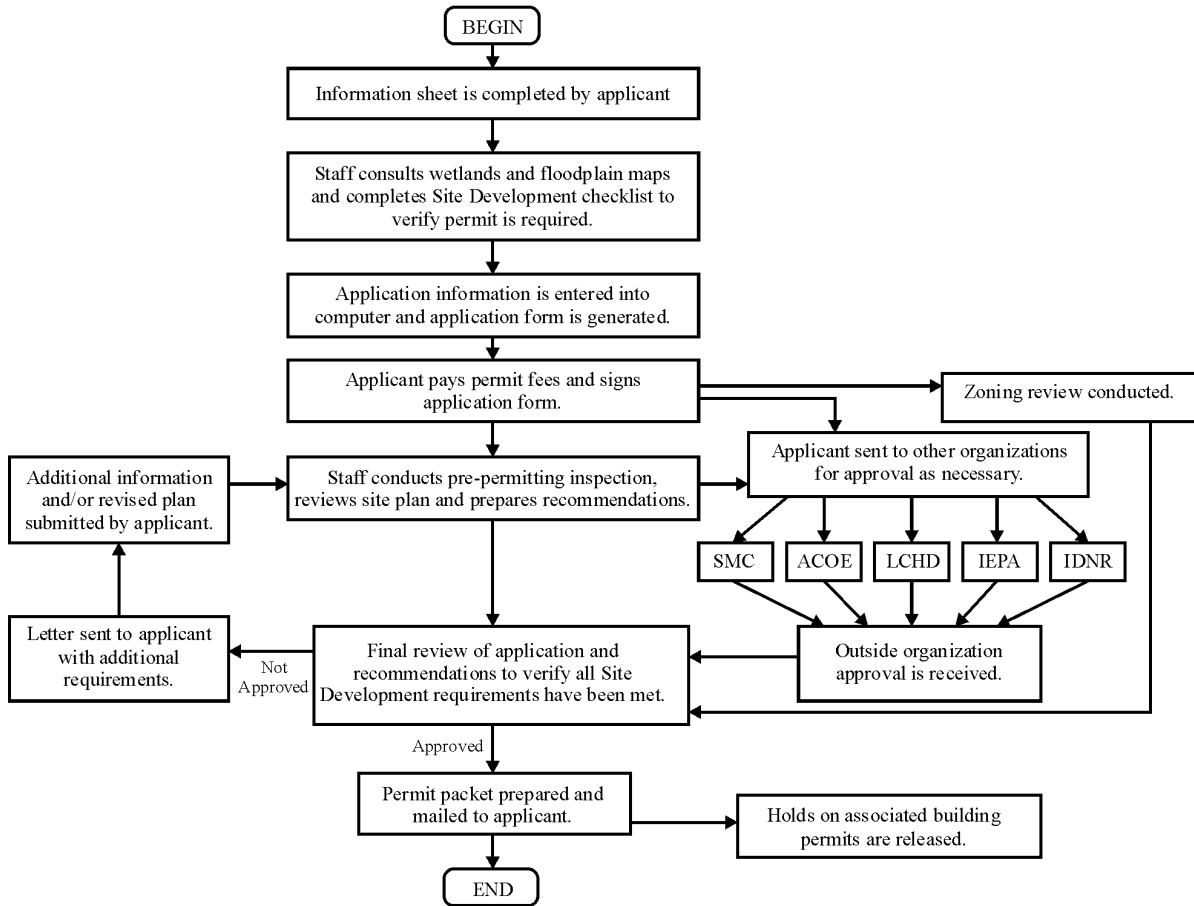 BEGIN
Information sheet is completed by applicant
Staff consults wetlands and floodplain maps
and completes Site Development checklist to
verify permit is required.
Application information is entered into
computer and application form is generated.
Applicant pays permit fees and signs
application form.
Zoning review conducted.
Applicant sent to other organizations
for approval as necessary.
Additional information
and/or revised plan
submitted by applicant.
Staff conducts pre-permitting inspection,
reviews site plan and prepares recommendations.
SMC
ACOE
LCHD
IEPA
IDNR
Letter sent to applicant
with additional
requirements.
Not
Approved
Final review of application and
recommendations to verify all Site
Development requirements have been met.
Outside organization
approval is received.
Approved
Permit packet prepared and
mailed to applicant.
Holds on associated building
permits are released.
END